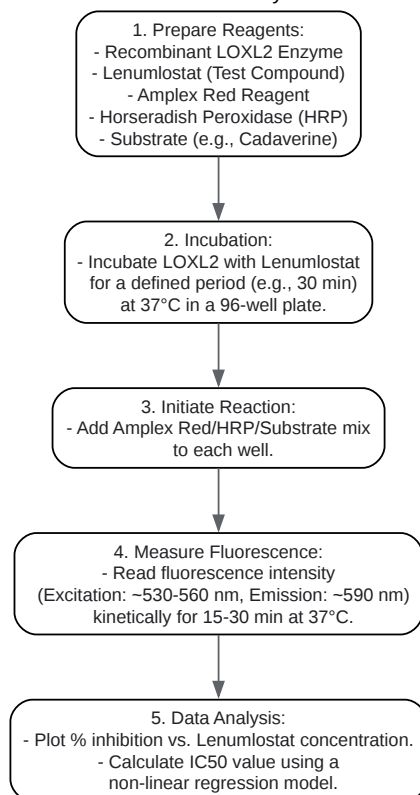 1. Prepare Reagents:
- Recombinant LOXL2 Enzyme
- Lenumlostat (Test Compound)
- Amplex Red Reagent
- Horseradish Peroxidase (HRP)
- Substrate (e.g., Cadaverine)
2. Incubation:
- Incubate LOXL2 with Lenumlostat
for a defined period (e.g., 30 min)
at 37°C in a 96-well plate.
3. Initiate Reaction:
- Add Amplex Red/HRP/Substrate mix
to each well.
4. Measure Fluorescence:
- Read fluorescence intensity
(Excitation: ~530-560 nm, Emission: ~590 nm)
kinetically for 15-30 min at 37°C.
5. Data Analysis:
- Plot % inhibition vs. Lenumlostat concentration.
- Calculate IC50 value using a
non-linear regression model.